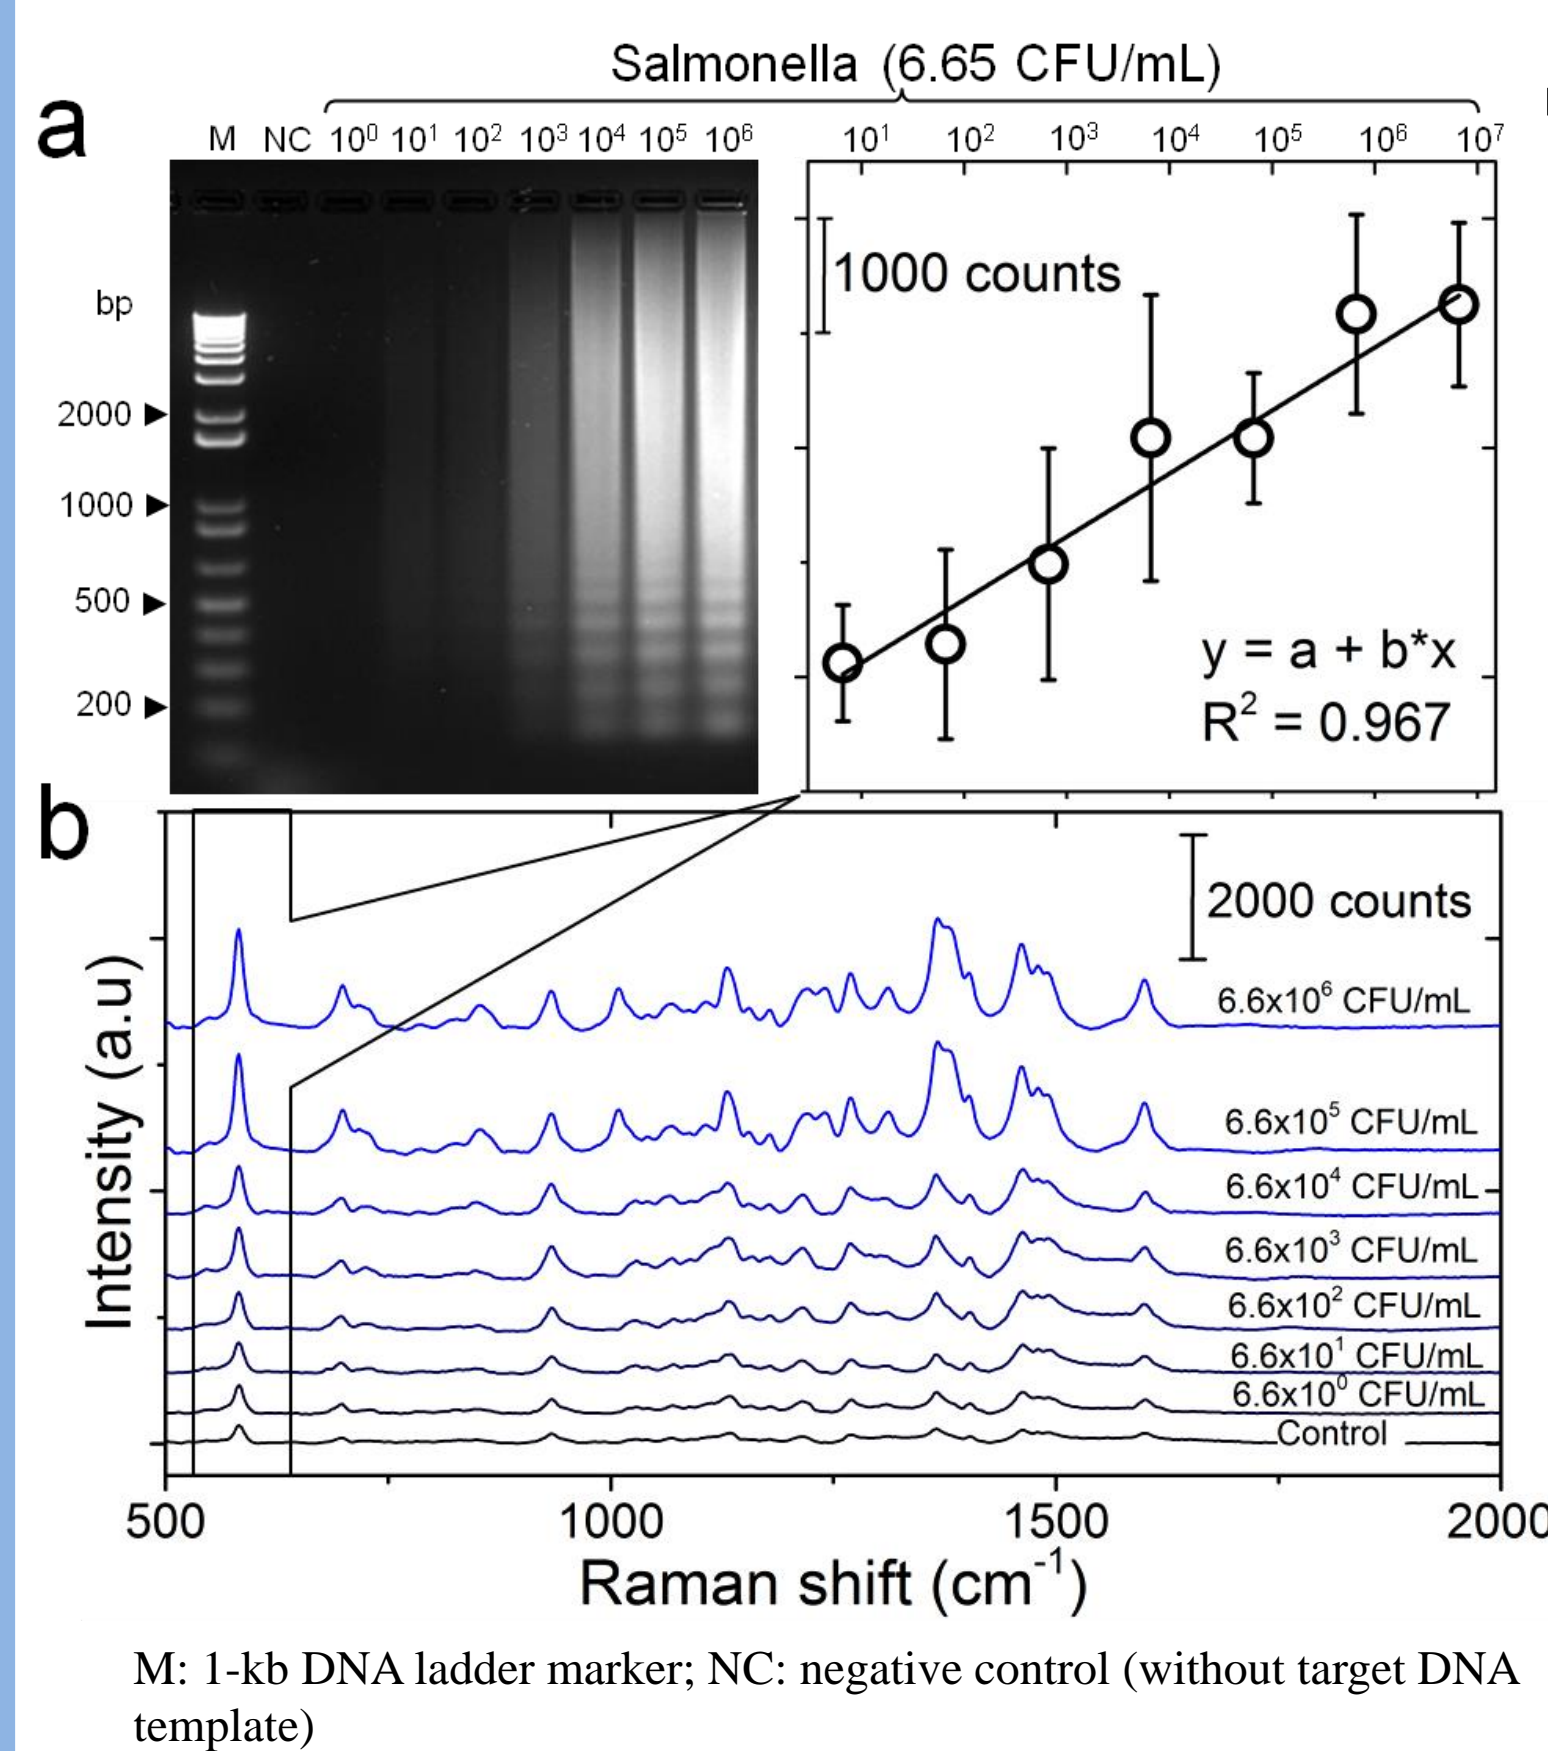 Salmonella (6.65 CFU/mL)
a
M NC 10⁰ 10¹ 10² 10³ 10⁴ 10⁵ 10⁶
10¹ 10² 10³ 10⁴ 10⁵ 10⁶ 10⁷
bp
2000
1000
500
200
1000 counts
y = a + b*x
R² = 0.967
b
2000 counts
6.6x10⁶ CFU/mL
6.6x10⁵ CFU/mL
6.6x10⁴ CFU/mL
6.6x10³ CFU/mL
6.6x10² CFU/mL
6.6x10¹ CFU/mL
6.6x10⁰ CFU/mL
Control
Intensity (a.u)
500 1000 1500 2000
Raman shift (cm⁻¹)
M: 1-kb DNA ladder marker; NC: negative control (without target DNA
template)